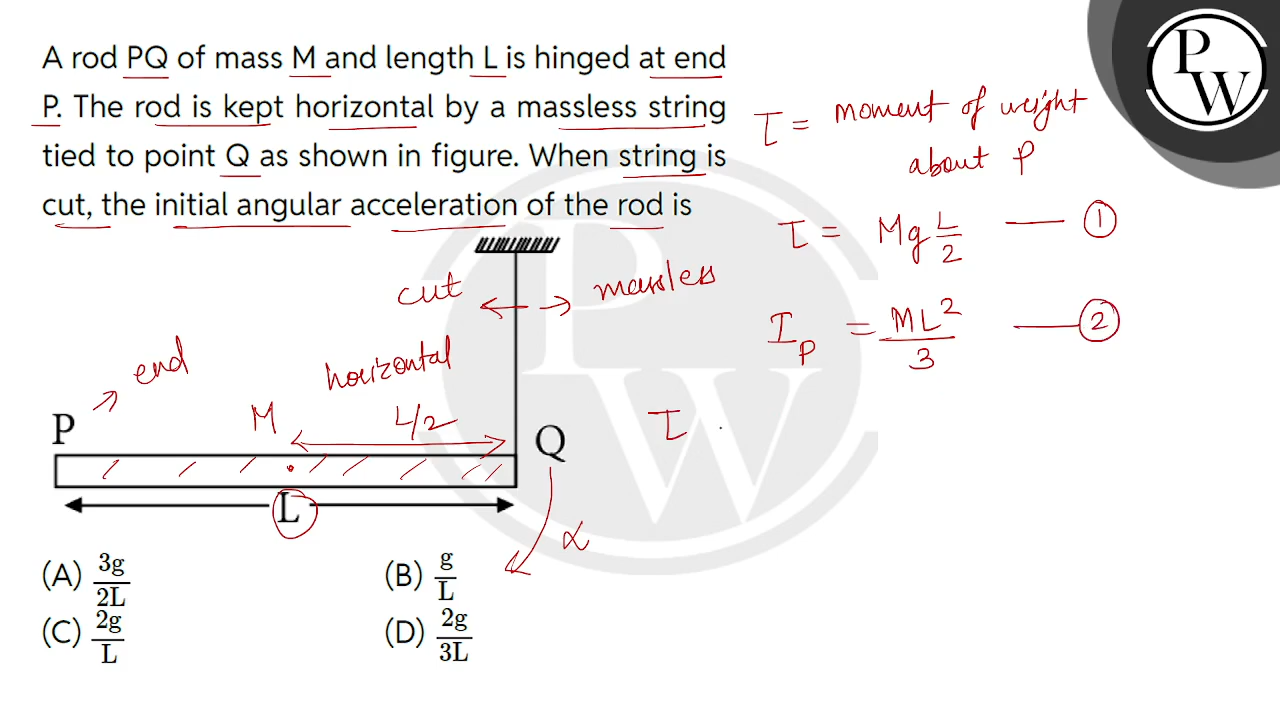 A rod PQ of mass M and length L is hinged at end
P. The rod is kept horizontal by a massless string
tied to point Q as shown in figure. When string is
cut, the initial angular acceleration of the rod is
cut
massless
end
horizontal
P
M
L/2
Q
L
α
(A) 3g/2L
(B) g/L
(C) 2g/L
(D) 2g/3L
τ = moment of weight
about P
τ = Mg L/2 — ①
I_P = ML²/3 — ②
τ
PW
PW